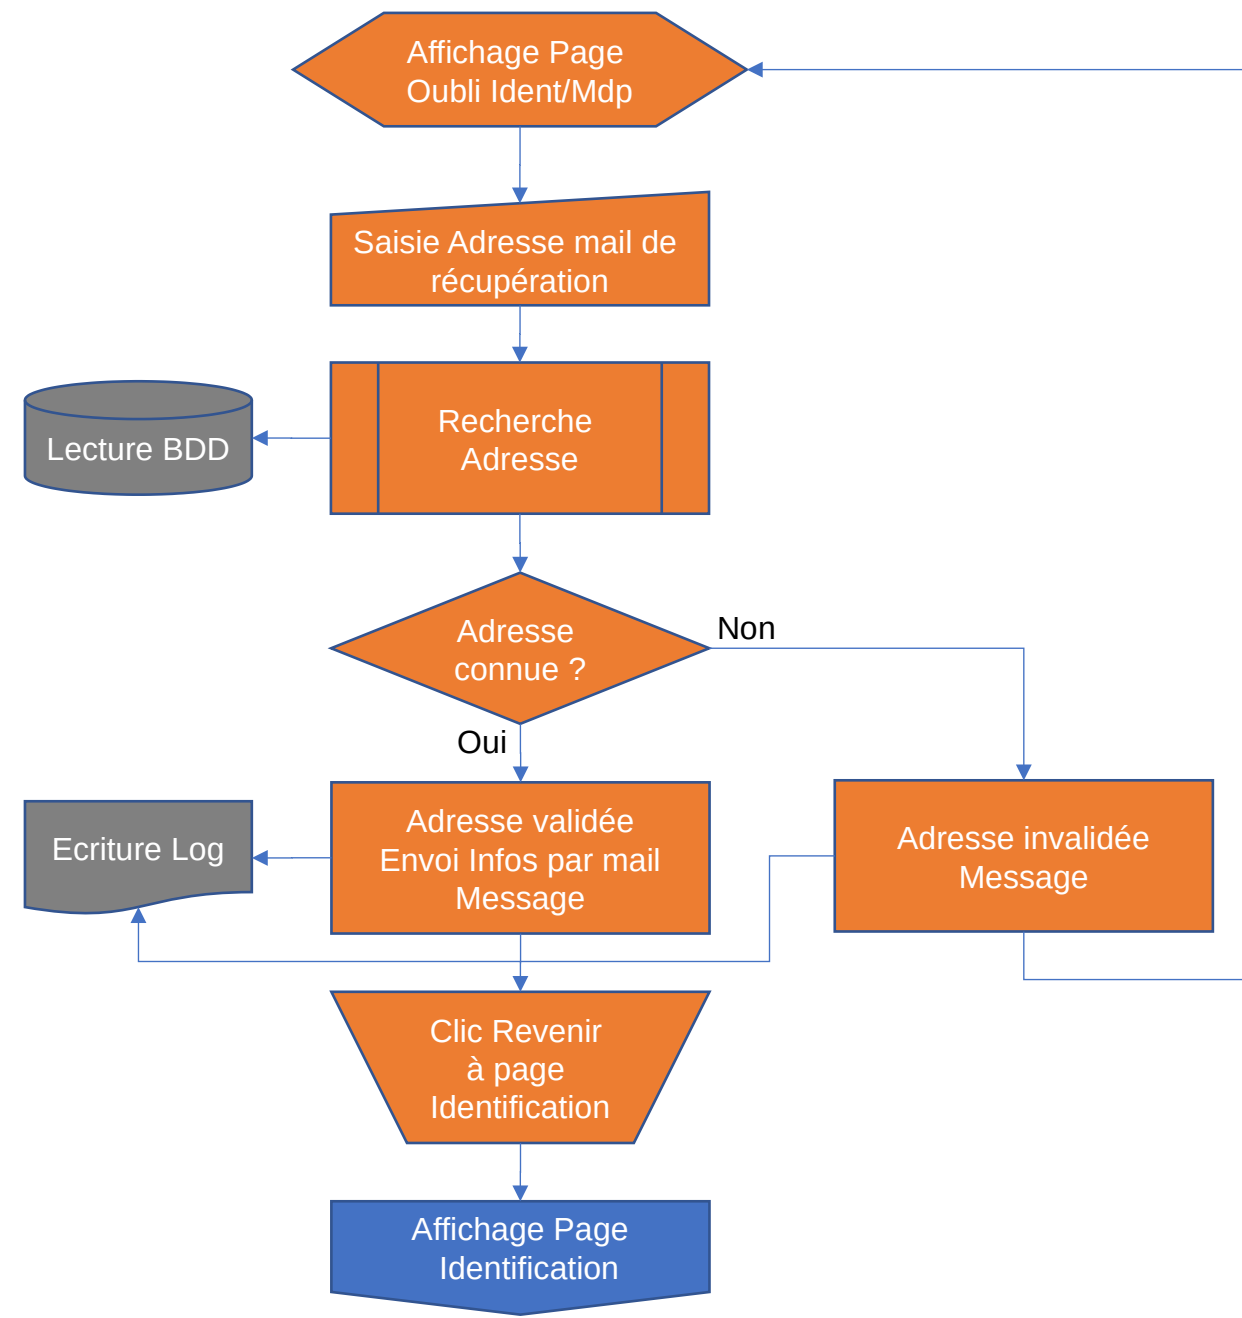 Affichage Page
Oubli Ident/Mdp
Saisie Adresse mail de
récupération
Recherche
Adresse
Lecture BDD
Adresse
connue ?
Non
Oui
Adresse validée
Envoi Infos par mail
Message
Ecriture Log
Adresse invalidée
Message
Clic Revenir
à page
Identification
Affichage Page
Identification